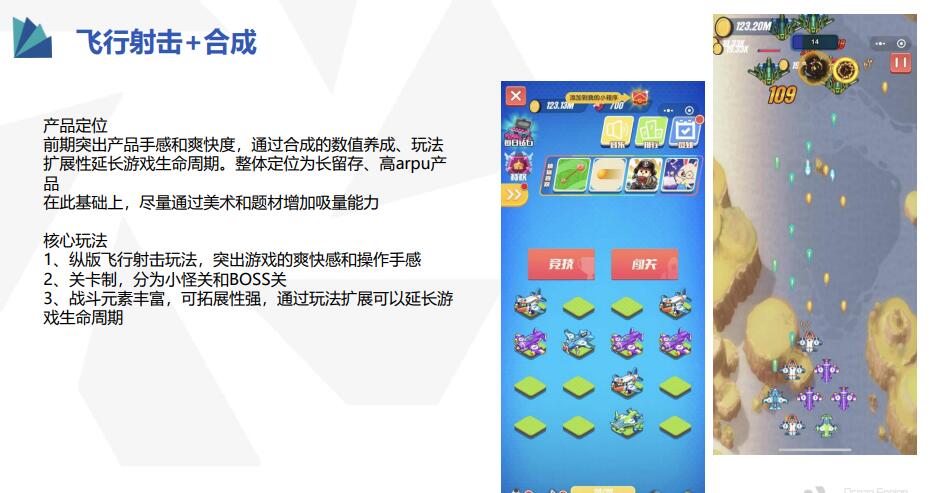 飞行射击+合成
产品定位
前期突出产品手感和爽快度，通过合成的数值养成、玩法
扩展性延长游戏生命周期。整体定位为长留存、高arpu产
品
在此基础上，尽量通过美术和题材增加吸量能力
核心玩法
1、纵版飞行射击玩法，突出游戏的爽快感和操作手感
2、关卡制，分为小怪关和BOSS关
3、战斗元素丰富，可拓展性强，通过玩法扩展可以延长游
戏生命周期
添加到我的小程序
123.13M
700
每日钻石
音乐
排行
特权
猜你喜欢
竞技
闯关
123.20M
14
109